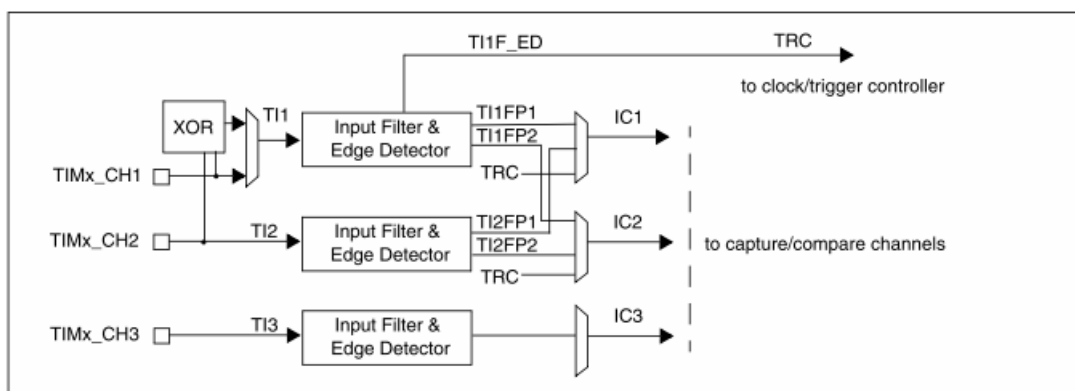 TI1F_ED
TRC
to clock/trigger controller
XOR
TI1
Input Filter &
Edge Detector
TI1FP1
TI1FP2
TRC
IC1
TIMx_CH1
TIMx_CH2
TI2
Input Filter &
Edge Detector
TI2FP1
TI2FP2
TRC
IC2
to capture/compare channels
TIMx_CH3
TI3
Input Filter &
Edge Detector
IC3